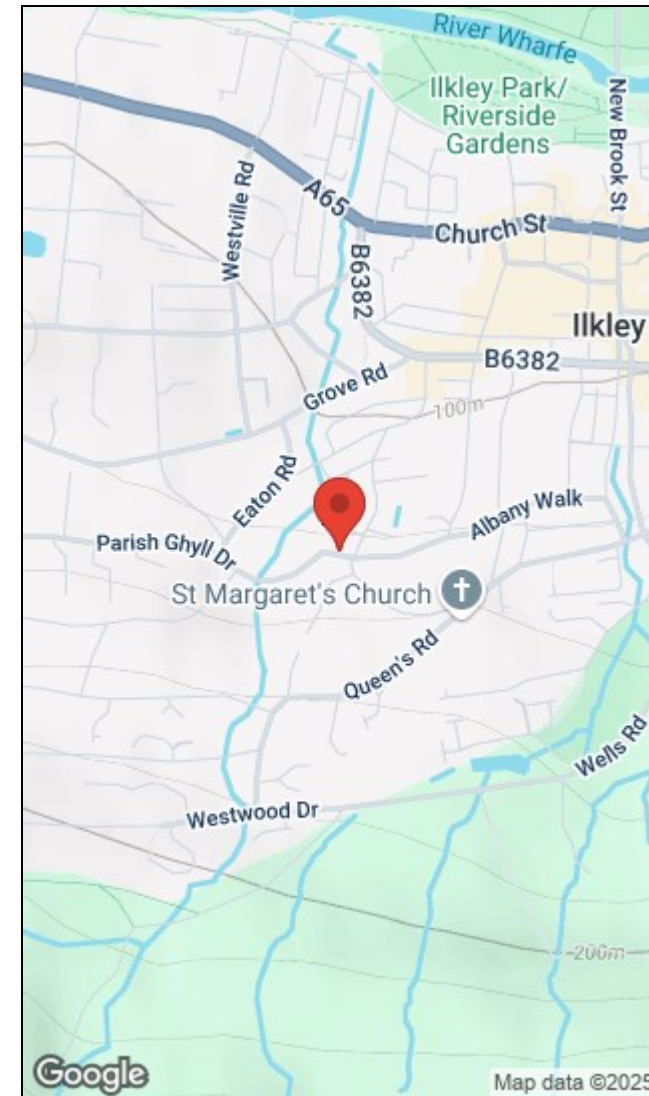 River Wharfe
Ilkley Park/
Riverside
Gardens
New Brook St
Westville Rd
A65
Church St
B6382
Ilkley
B6382
Grove Rd
100m
Eaton Rd
Albany Walk
Parish Ghyll Dr
St Margaret's Church
Queen's Rd
Wells Rd
Westwood Dr
200m
Google
Map data ©2025